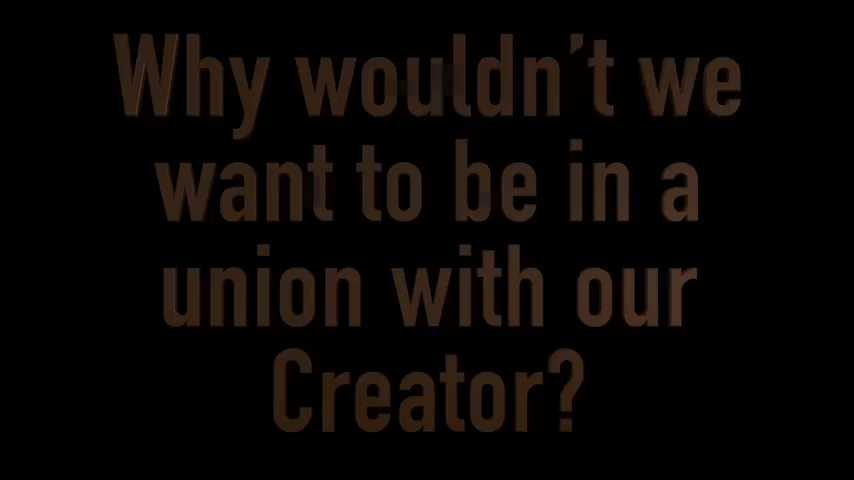 Why wouldn’t we
want to be in a
union with our
Creator?